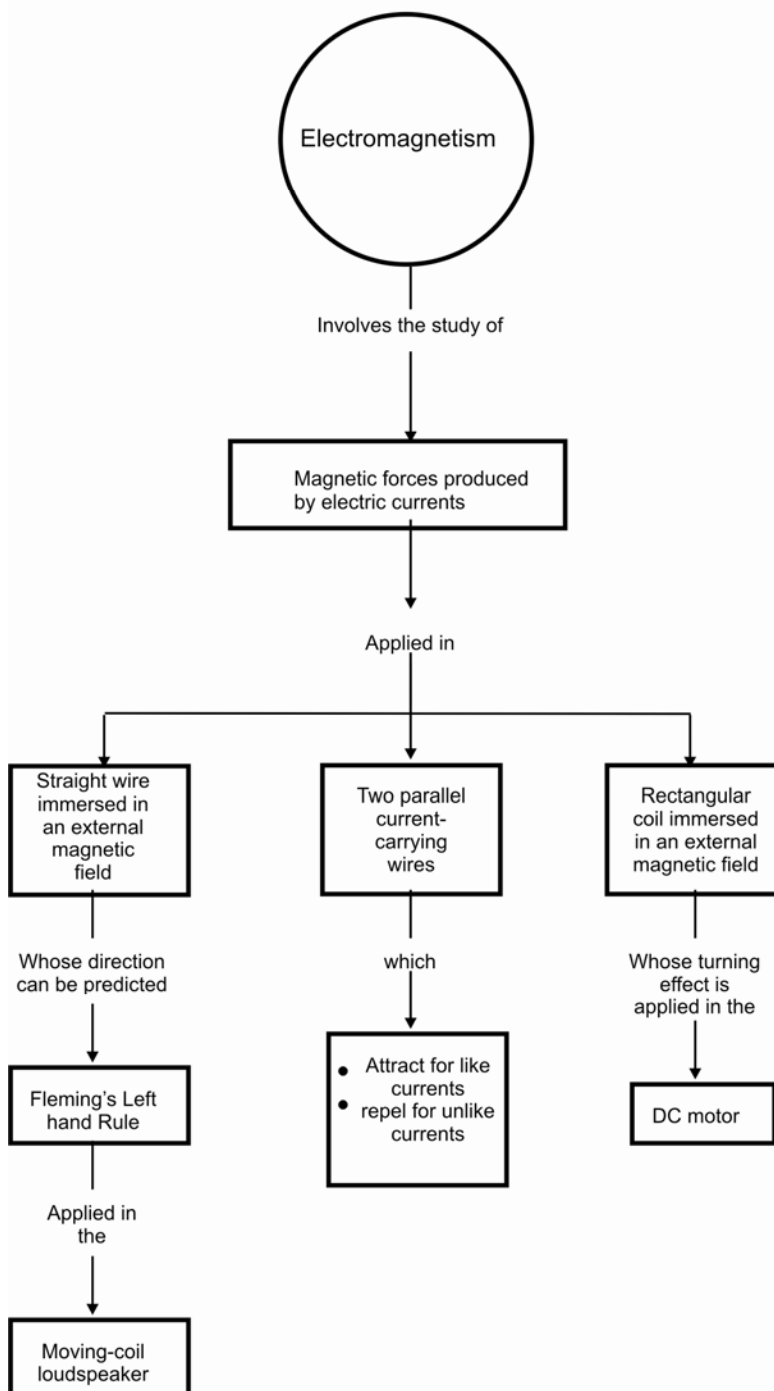 Electromagnetism
Involves the study of
Magnetic forces produced
by electric currents
Applied in
Straight wire
immersed in
an external
magnetic
field
Whose direction
can be predicted
Fleming’s Left
hand Rule
Applied in
the
Moving-coil
loudspeaker
Two parallel
current-
carrying
wires
which
• Attract for like
currents
• repel for unlike
currents
Rectangular
coil immersed
in an external
magnetic field
Whose turning
effect is
applied in the
DC motor